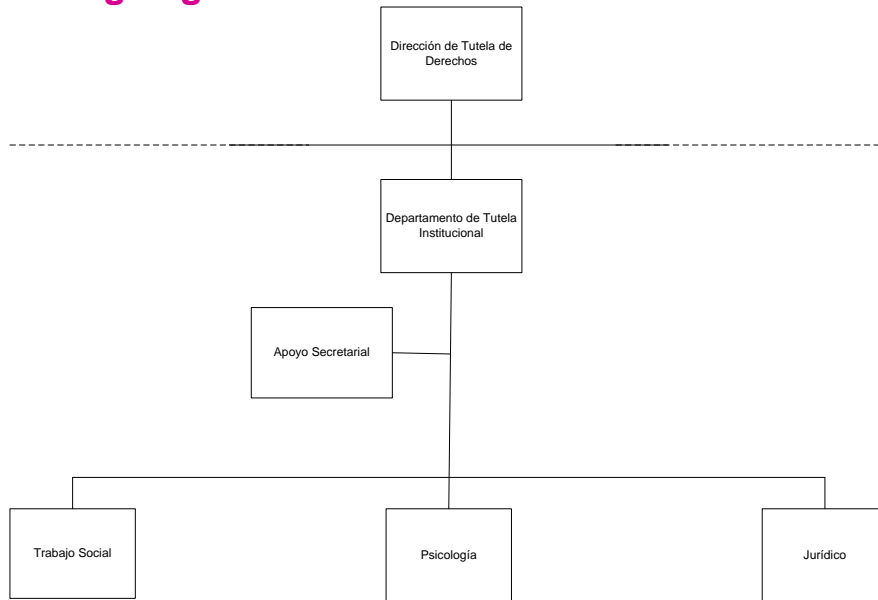 Dirección de Tutela de
Derechos
Departamento de Tutela
Institucional
Apoyo Secretarial
Trabajo Social
Psicología
Jurídico